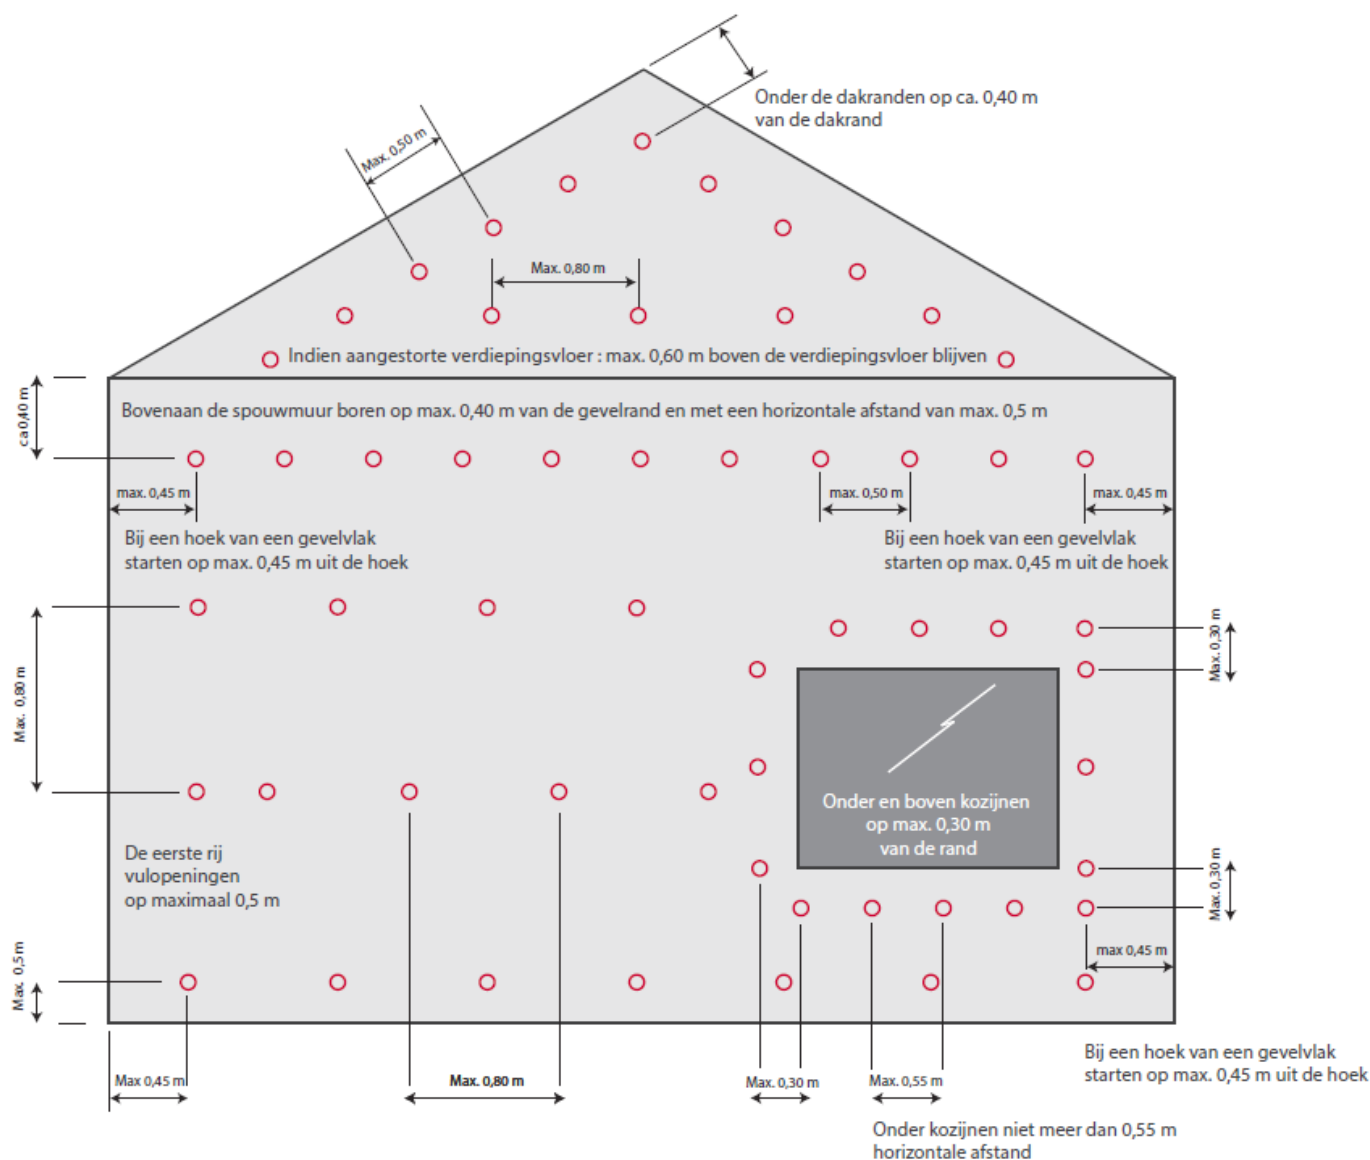 Onder de dakranden op ca. 0,40 m
van de dakrand
Max. 0,50 m
Max. 0,80 m
Indien aangestorte verdiepingsvloer : max. 0,60 m boven de verdiepingsvloer blijven
ca 0,40 m
Bovenaan de spouwmuur boren op max. 0,40 m van de gevelrand en met een horizontale afstand van max. 0,5 m
max. 0,45 m
max. 0,50 m
max. 0,45 m
Bij een hoek van een gevelvlak
starten op max. 0,45 m uit de hoek
Bij een hoek van een gevelvlak
starten op max. 0,45 m uit de hoek
Max. 0,80 m
Max. 0,30 m
Onder en boven kozijnen
op max. 0,30 m
van de rand
De eerste rij
vulopeningen
op maximaal 0,5 m
Max. 0,30 m
max 0,45 m
Max. 0,5 m
Max 0,45 m
Max. 0,80 m
Max. 0,30 m
Max. 0,55 m
Bij een hoek van een gevelvlak
starten op max. 0,45 m uit de hoek
Onder kozijnen niet meer dan 0,55 m
horizontale afstand